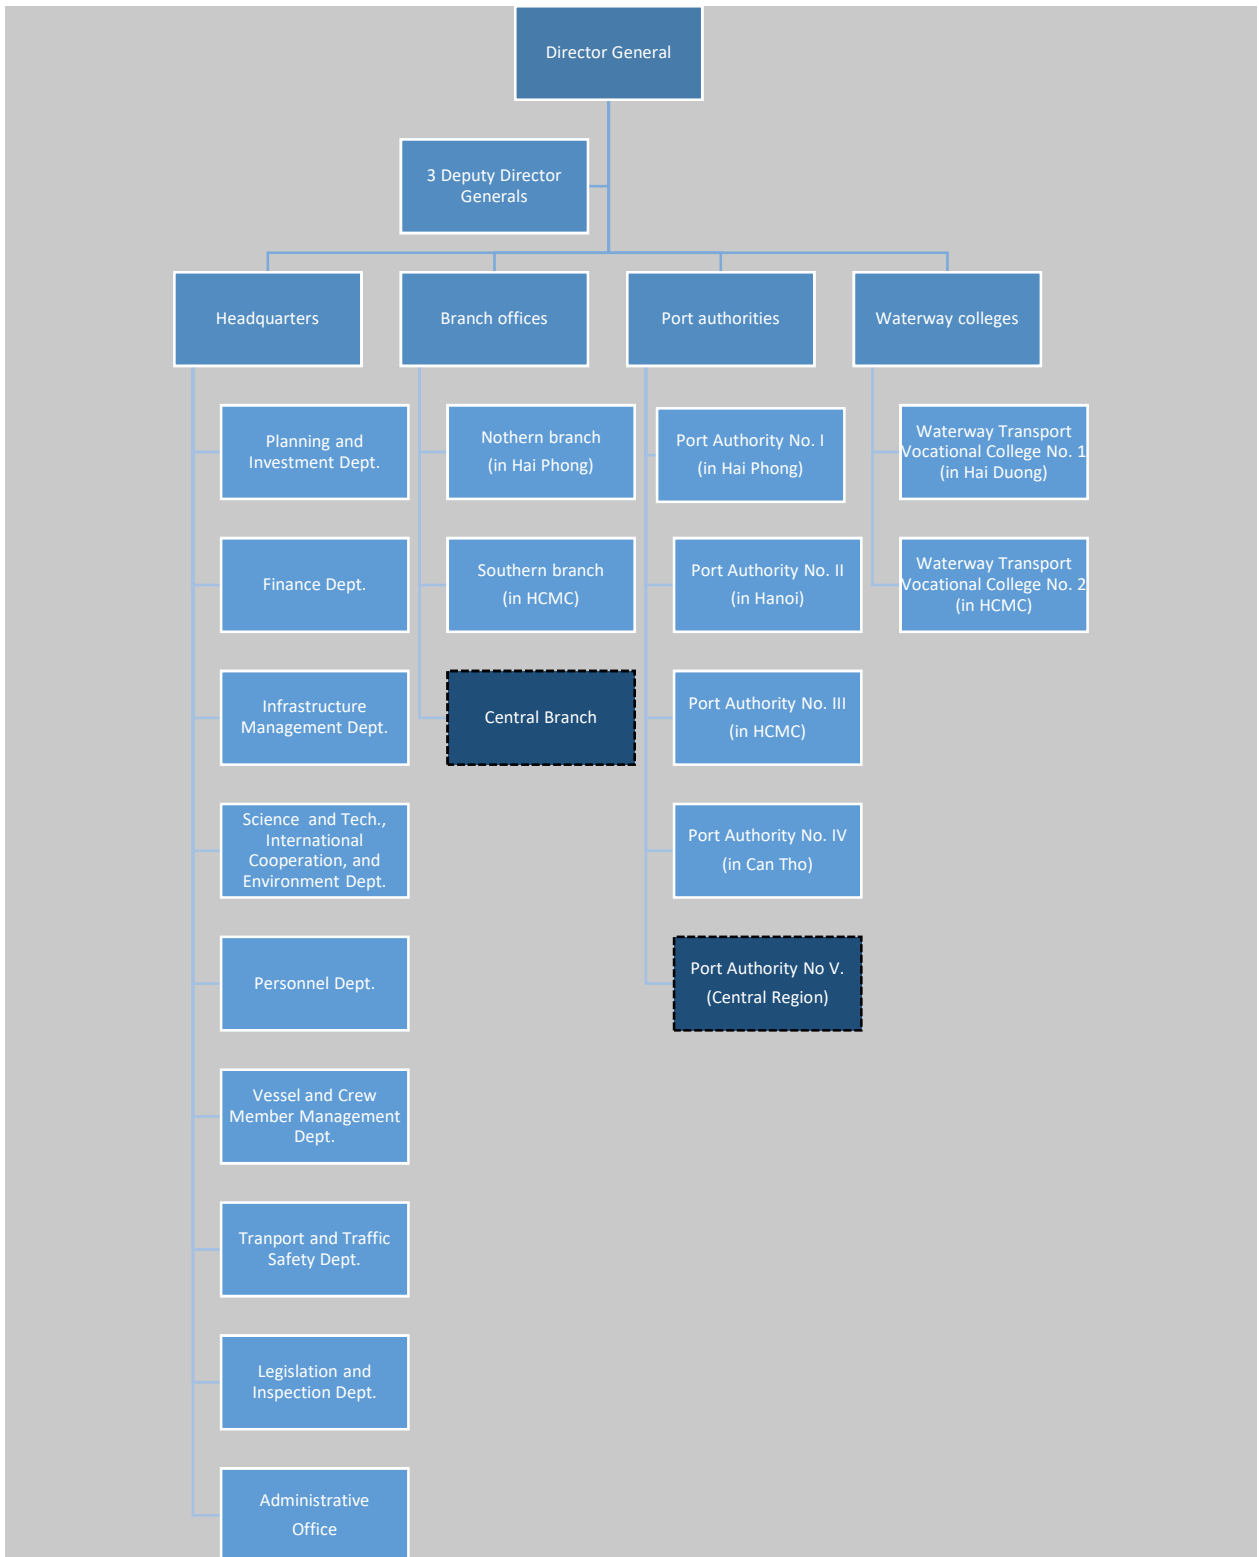 Director General
3 Deputy Director
Generals
Headquarters
Branch offices
Port authorities
Waterway colleges
Planning and
Investment Dept.
Finance Dept.
Infrastructure
Management Dept.
Science and Tech.,
International
Cooperation, and
Environment Dept.
Personnel Dept.
Vessel and Crew
Member Management
Dept.
Tranport and Traffic
Safety Dept.
Legislation and
Inspection Dept.
Administrative
Office
Nothern branch
(in Hai Phong)
Southern branch
(in HCMC)
Central Branch
Port Authority No. I
(in Hai Phong)
Port Authority No. II
(in Hanoi)
Port Authority No. III
(in HCMC)
Port Authority No. IV
(in Can Tho)
Port Authority No V.
(Central Region)
Waterway Transport
Vocational College No. 1
(in Hai Duong)
Waterway Transport
Vocational College No. 2
(in HCMC)